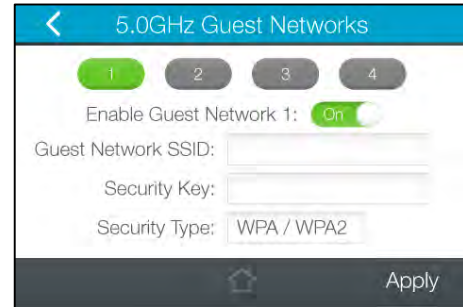 5.0GHz Guest Networks
1 2 3 4
Enable Guest Network 1: On
Guest Network SSID:
Security Key:
Security Type: WPA / WPA2
Apply